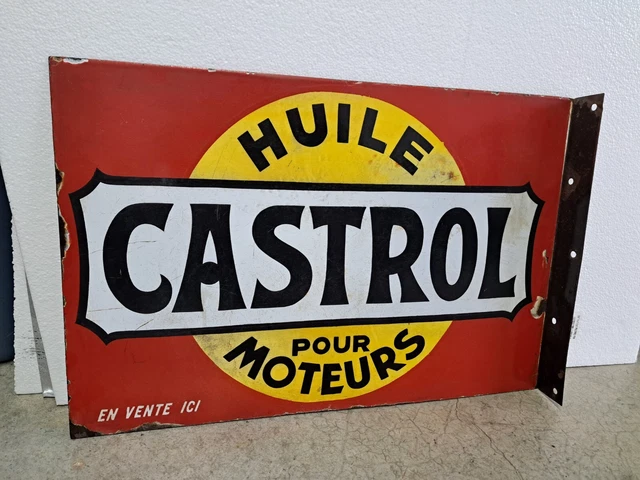 HUILE
CASTROL
POUR
MOTEURS
EN VENTE ICI